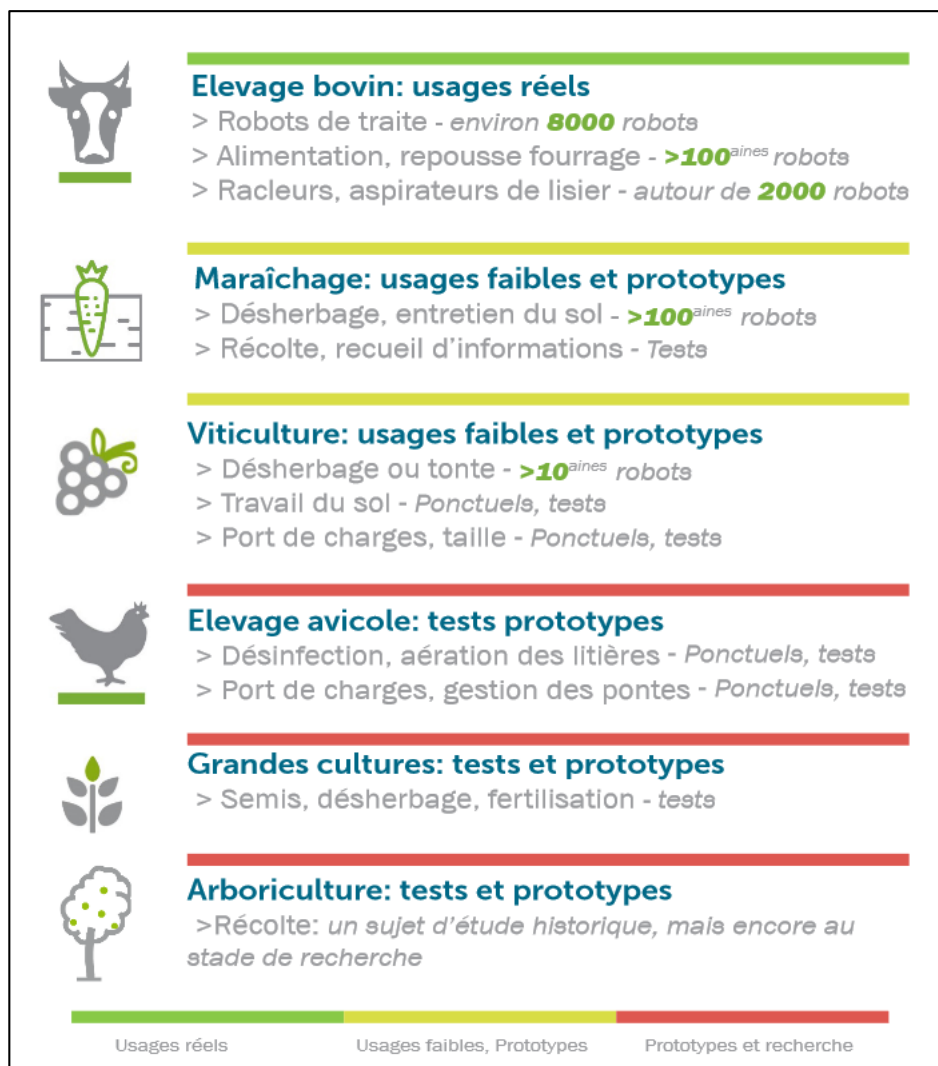 Elevage bovin: usages réels
> Robots de traite - environ 8000 robots
> Alimentation, repousse fourrage - >100aines robots
> Racleurs, aspirateurs de lisier - autour de 2000 robots
Maraîchage: usages faibles et prototypes
> Désherbage, entretien du sol - >100aines robots
> Récolte, recueil d'informations - Tests
Viticulture: usages faibles et prototypes
> Désherbage ou tonte - >10aines robots
> Travail du sol - Ponctuels, tests
> Port de charges, taille - Ponctuels, tests
Elevage avicole: tests prototypes
> Désinfection, aération des litières - Ponctuels, tests
> Port de charges, gestion des pontes - Ponctuels, tests
Grandes cultures: tests et prototypes
> Semis, désherbage, fertilisation - tests
Arboriculture: tests et prototypes
>Récolte: un sujet d'étude historique, mais encore au
stade de recherche
Usages réels
Usages faibles, Prototypes
Prototypes et recherche